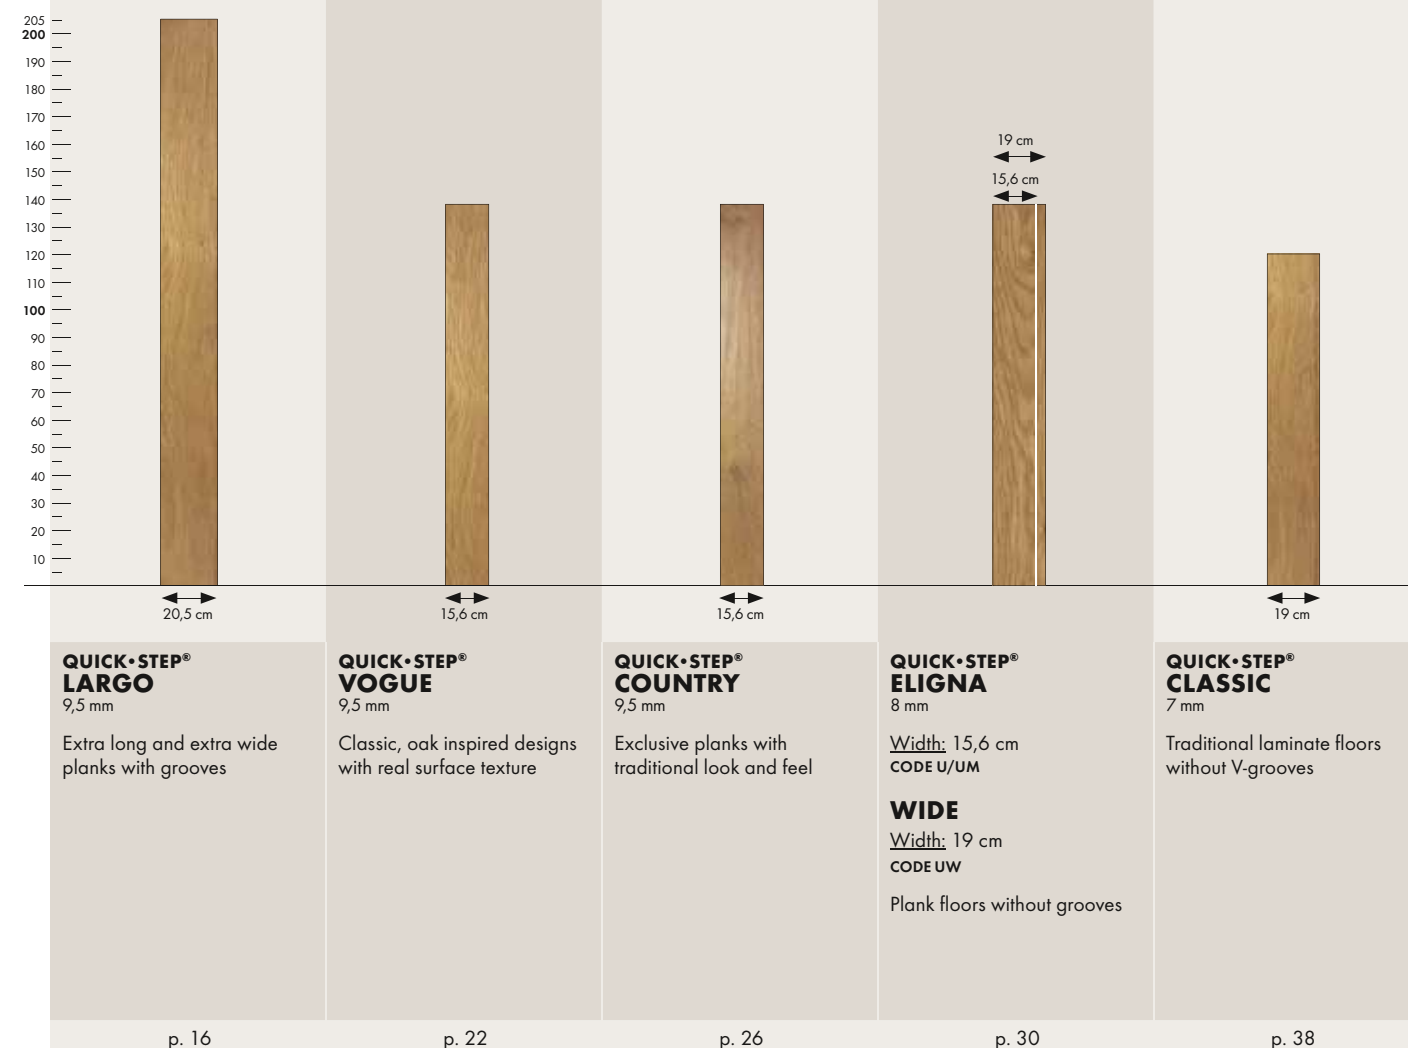 205
200
190
180
170
160
150
140
130
120
110
100
90
80
70
60
50
40
30
20
10
19 cm
15,6 cm
20,5 cm
15,6 cm
15,6 cm
19 cm
QUICK•STEP®
LARGO
9,5 mm
Extra long and extra wide
planks with grooves
p. 16
QUICK•STEP®
VOGUE
9,5 mm
Classic, oak inspired designs
with real surface texture
p. 22
QUICK•STEP®
COUNTRY
9,5 mm
Exclusive planks with
traditional look and feel
p. 26
QUICK•STEP®
ELIGNA
8 mm
Width: 15,6 cm
CODE U/UM
WIDE
Width: 19 cm
CODE UW
Plank floors without grooves
p. 30
QUICK•STEP®
CLASSIC
7 mm
Traditional laminate floors
without V-grooves
p. 38